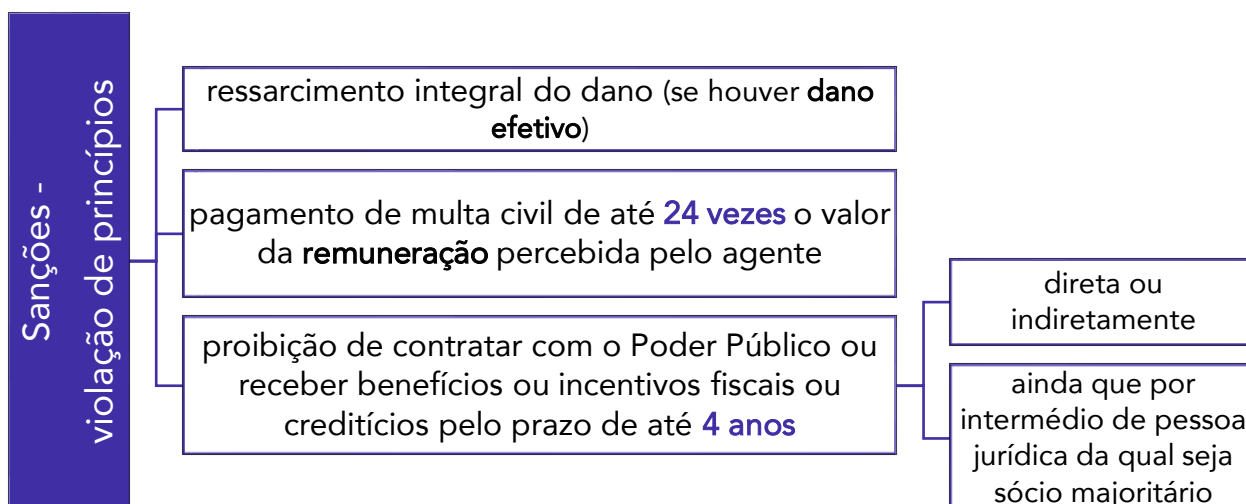 Sanções -
violação de princípios
ressarcimento integral do dano (se houver dano
efetivo)
pagamento de multa civil de até 24 vezes o valor
da remuneração percebida pelo agente
proibição de contratar com o Poder Público ou
receber benefícios ou incentivos fiscais ou
creditícios pelo prazo de até 4 anos
direta ou
indiretamente
ainda que por
intermédio de pessoa
jurídica da qual seja
sócio majoritário